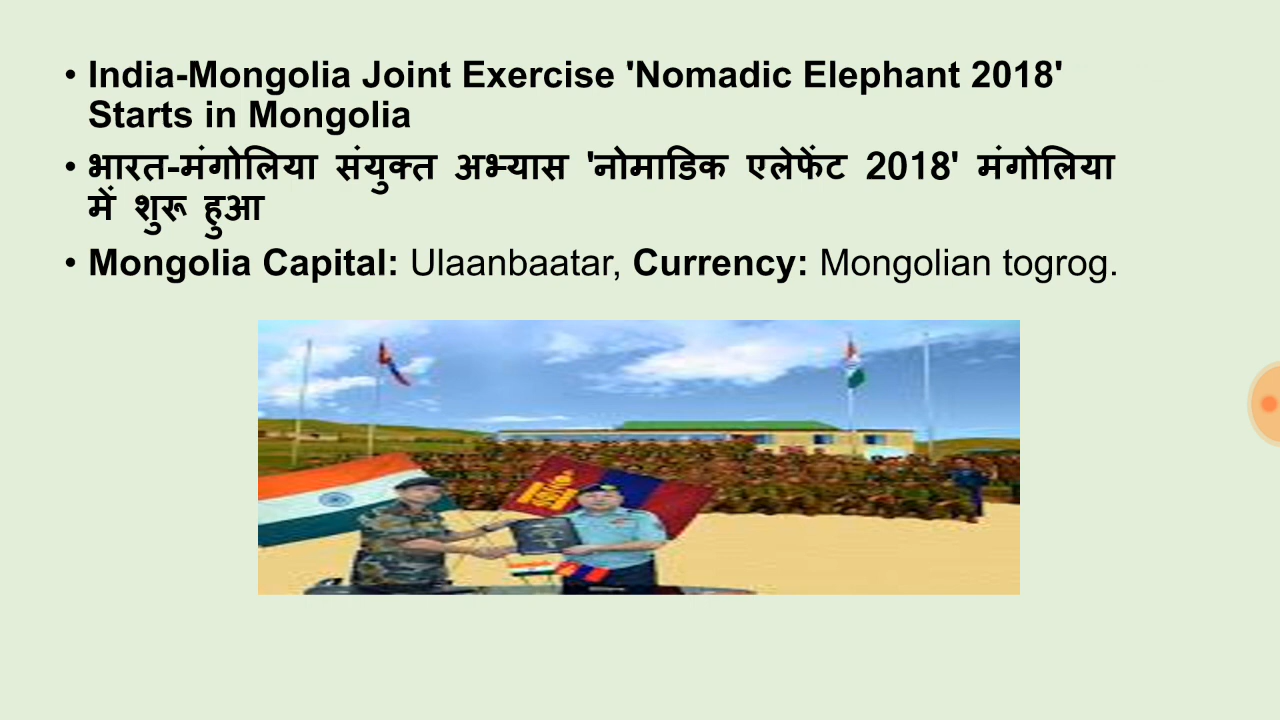 • India-Mongolia Joint Exercise 'Nomadic Elephant 2018'
Starts in Mongolia
• भारत-मंगोलिया संयुक्त अभ्यास 'नोमाडिक एलेफेंट 2018' मंगोलिया
में शुरू हुआ
• Mongolia Capital: Ulaanbaatar, Currency: Mongolian togrog.